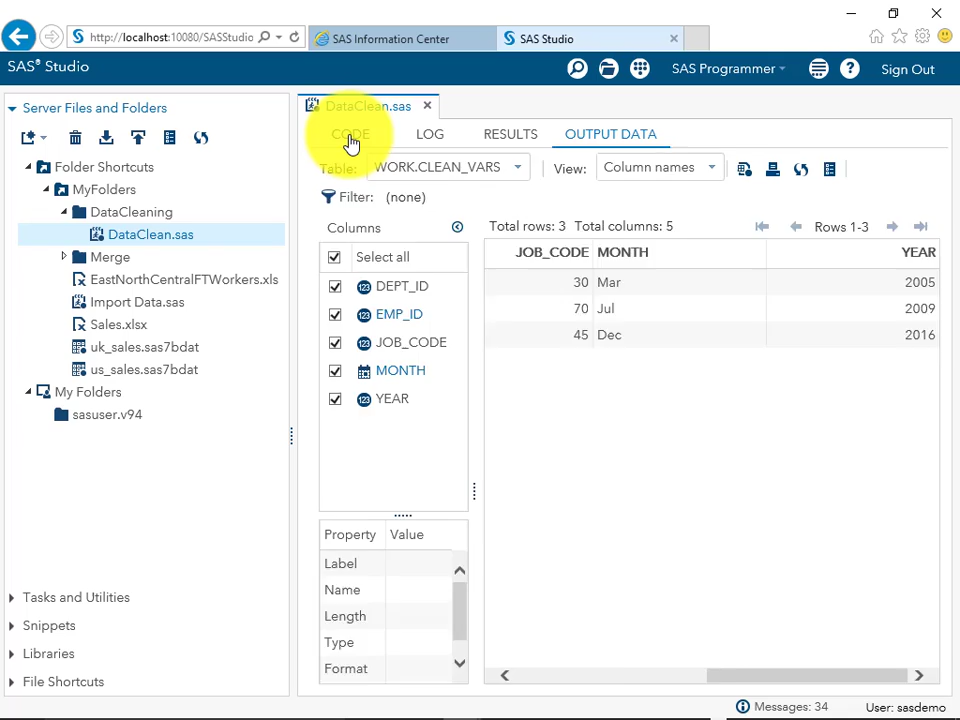 http://localhost:10080/SASStudio
SAS Information Center
SAS Studio
SAS® Studio
SAS Programmer
Sign Out
Server Files and Folders
Folder Shortcuts
MyFolders
DataCleaning
DataClean.sas
Merge
EastNorthCentralFTWorkers.xls
Import Data.sas
Sales.xlsx
uk_sales.sas7bdat
us_sales.sas7bdat
My Folders
sasuser.v94
Tasks and Utilities
Snippets
Libraries
File Shortcuts
DataClean.sas
CODE LOG RESULTS OUTPUT DATA
Table: WORK.CLEAN_VARS View: Column names
Filter: (none)
Columns
Select all
DEPT_ID
EMP_ID
JOB_CODE
MONTH
YEAR
Property Value
Label
Name
Length
Type
Format
Total rows: 3 Total columns: 5 Rows 1-3
JOB_CODE MONTH YEAR
30 Mar 2005
70 Jul 2009
45 Dec 2016
Messages: 34 User: sasdemo